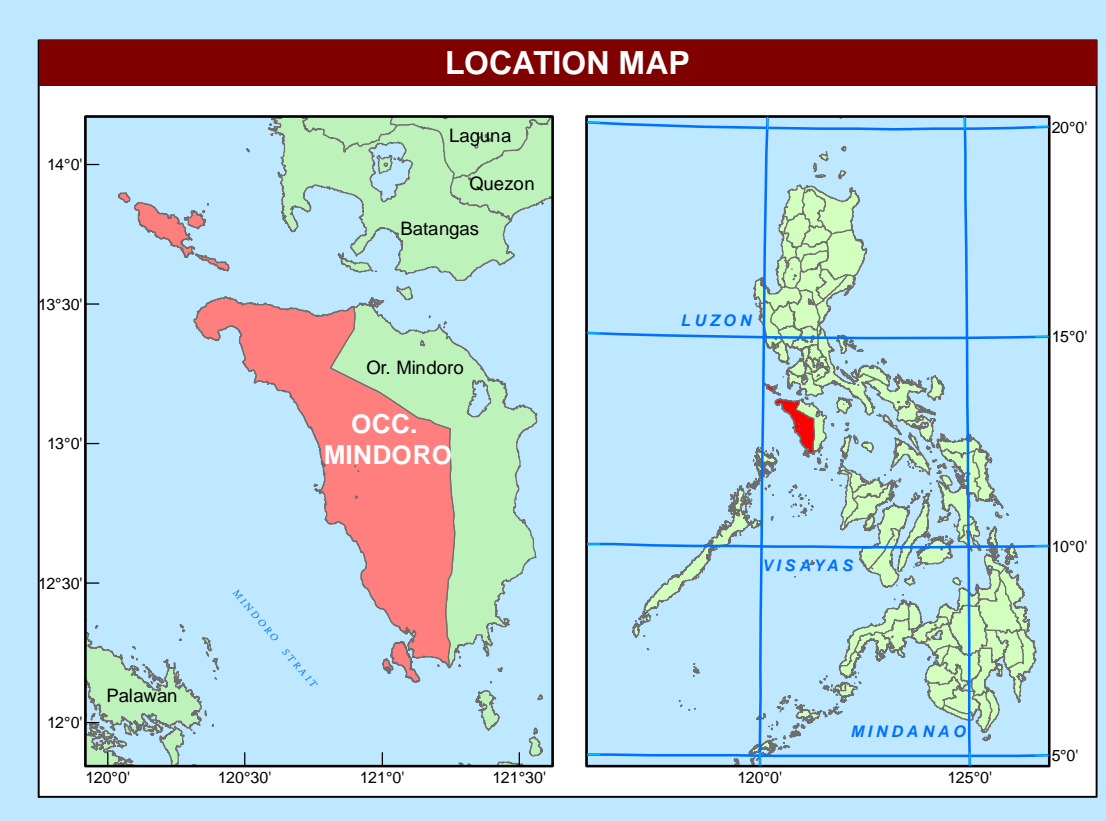 LOCATION MAP
Laguna
Quezon
Batangas
Or. Mindoro
OCC.
MINDORO
MINDORO STRAIT
Palawan
14°0'
13°30'
13°0'
12°30'
12°0'
120°0'
120°30'
121°0'
121°30'
LUZON
VISAYAS
MINDANAO
20°0'
15°0'
10°0'
5°0'
120°0'
125°0'